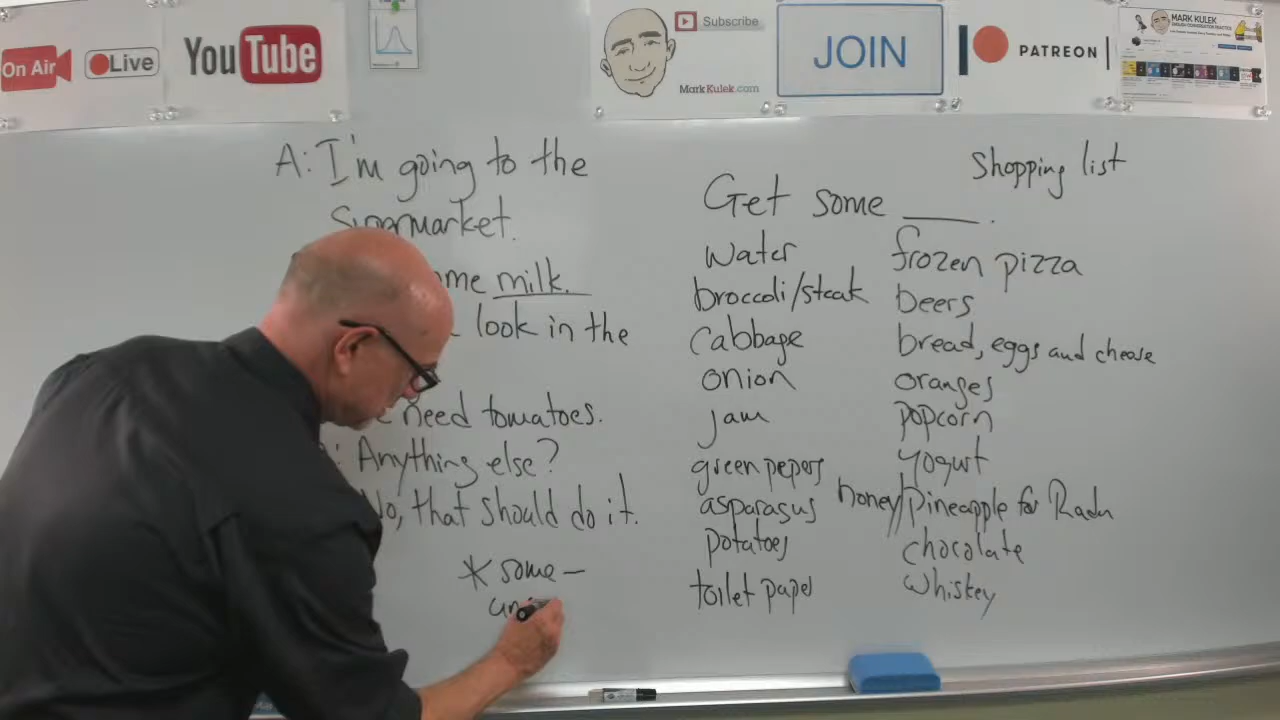 On Air
Live
YouTube
Subscribe
MarkKulek.com
JOIN
PATREON
MARK KULEK
A: I'm going to the
Supermarket.
milk.
look in the
need tomatoes.
Anything else?
No, that should do it.
* some –
Shopping list
Get some ____.
water
broccoli/steak
cabbage
onion
jam
green pepers
asparagus
potatoes
toilet paper
frozen pizza
beers
bread, eggs and cheese
oranges
popcorn
yogurt
honey/pineapple for Radu
chocolate
whiskey